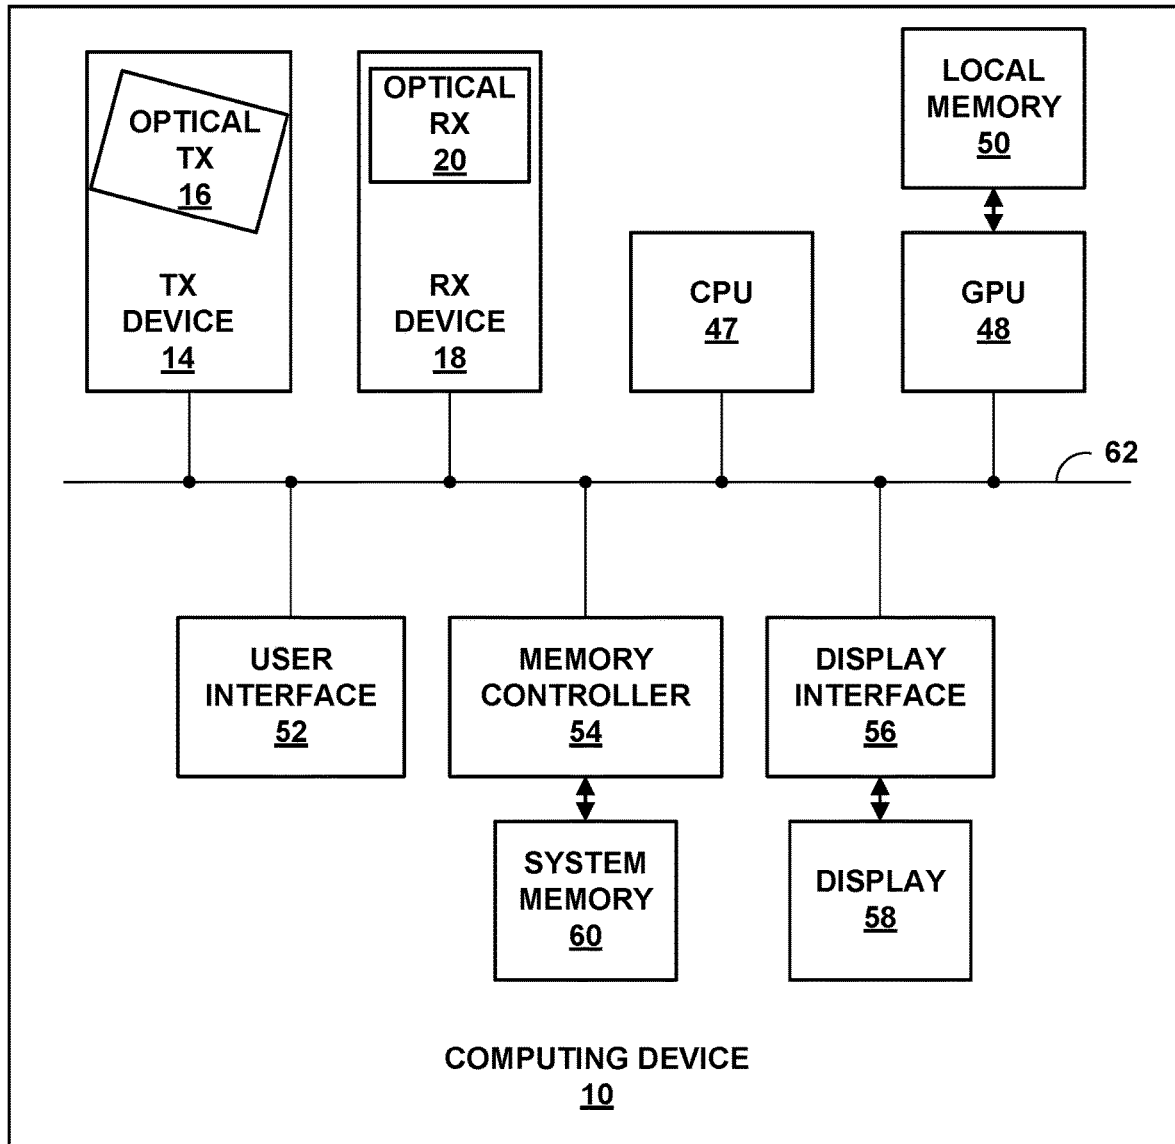 OPTICAL
TX
16
TX
DEVICE
14
OPTICAL
RX
20
RX
DEVICE
18
CPU
47
LOCAL
MEMORY
50
GPU
48
62
USER
INTERFACE
52
MEMORY
CONTROLLER
54
DISPLAY
INTERFACE
56
SYSTEM
MEMORY
60
DISPLAY
58
COMPUTING DEVICE
10